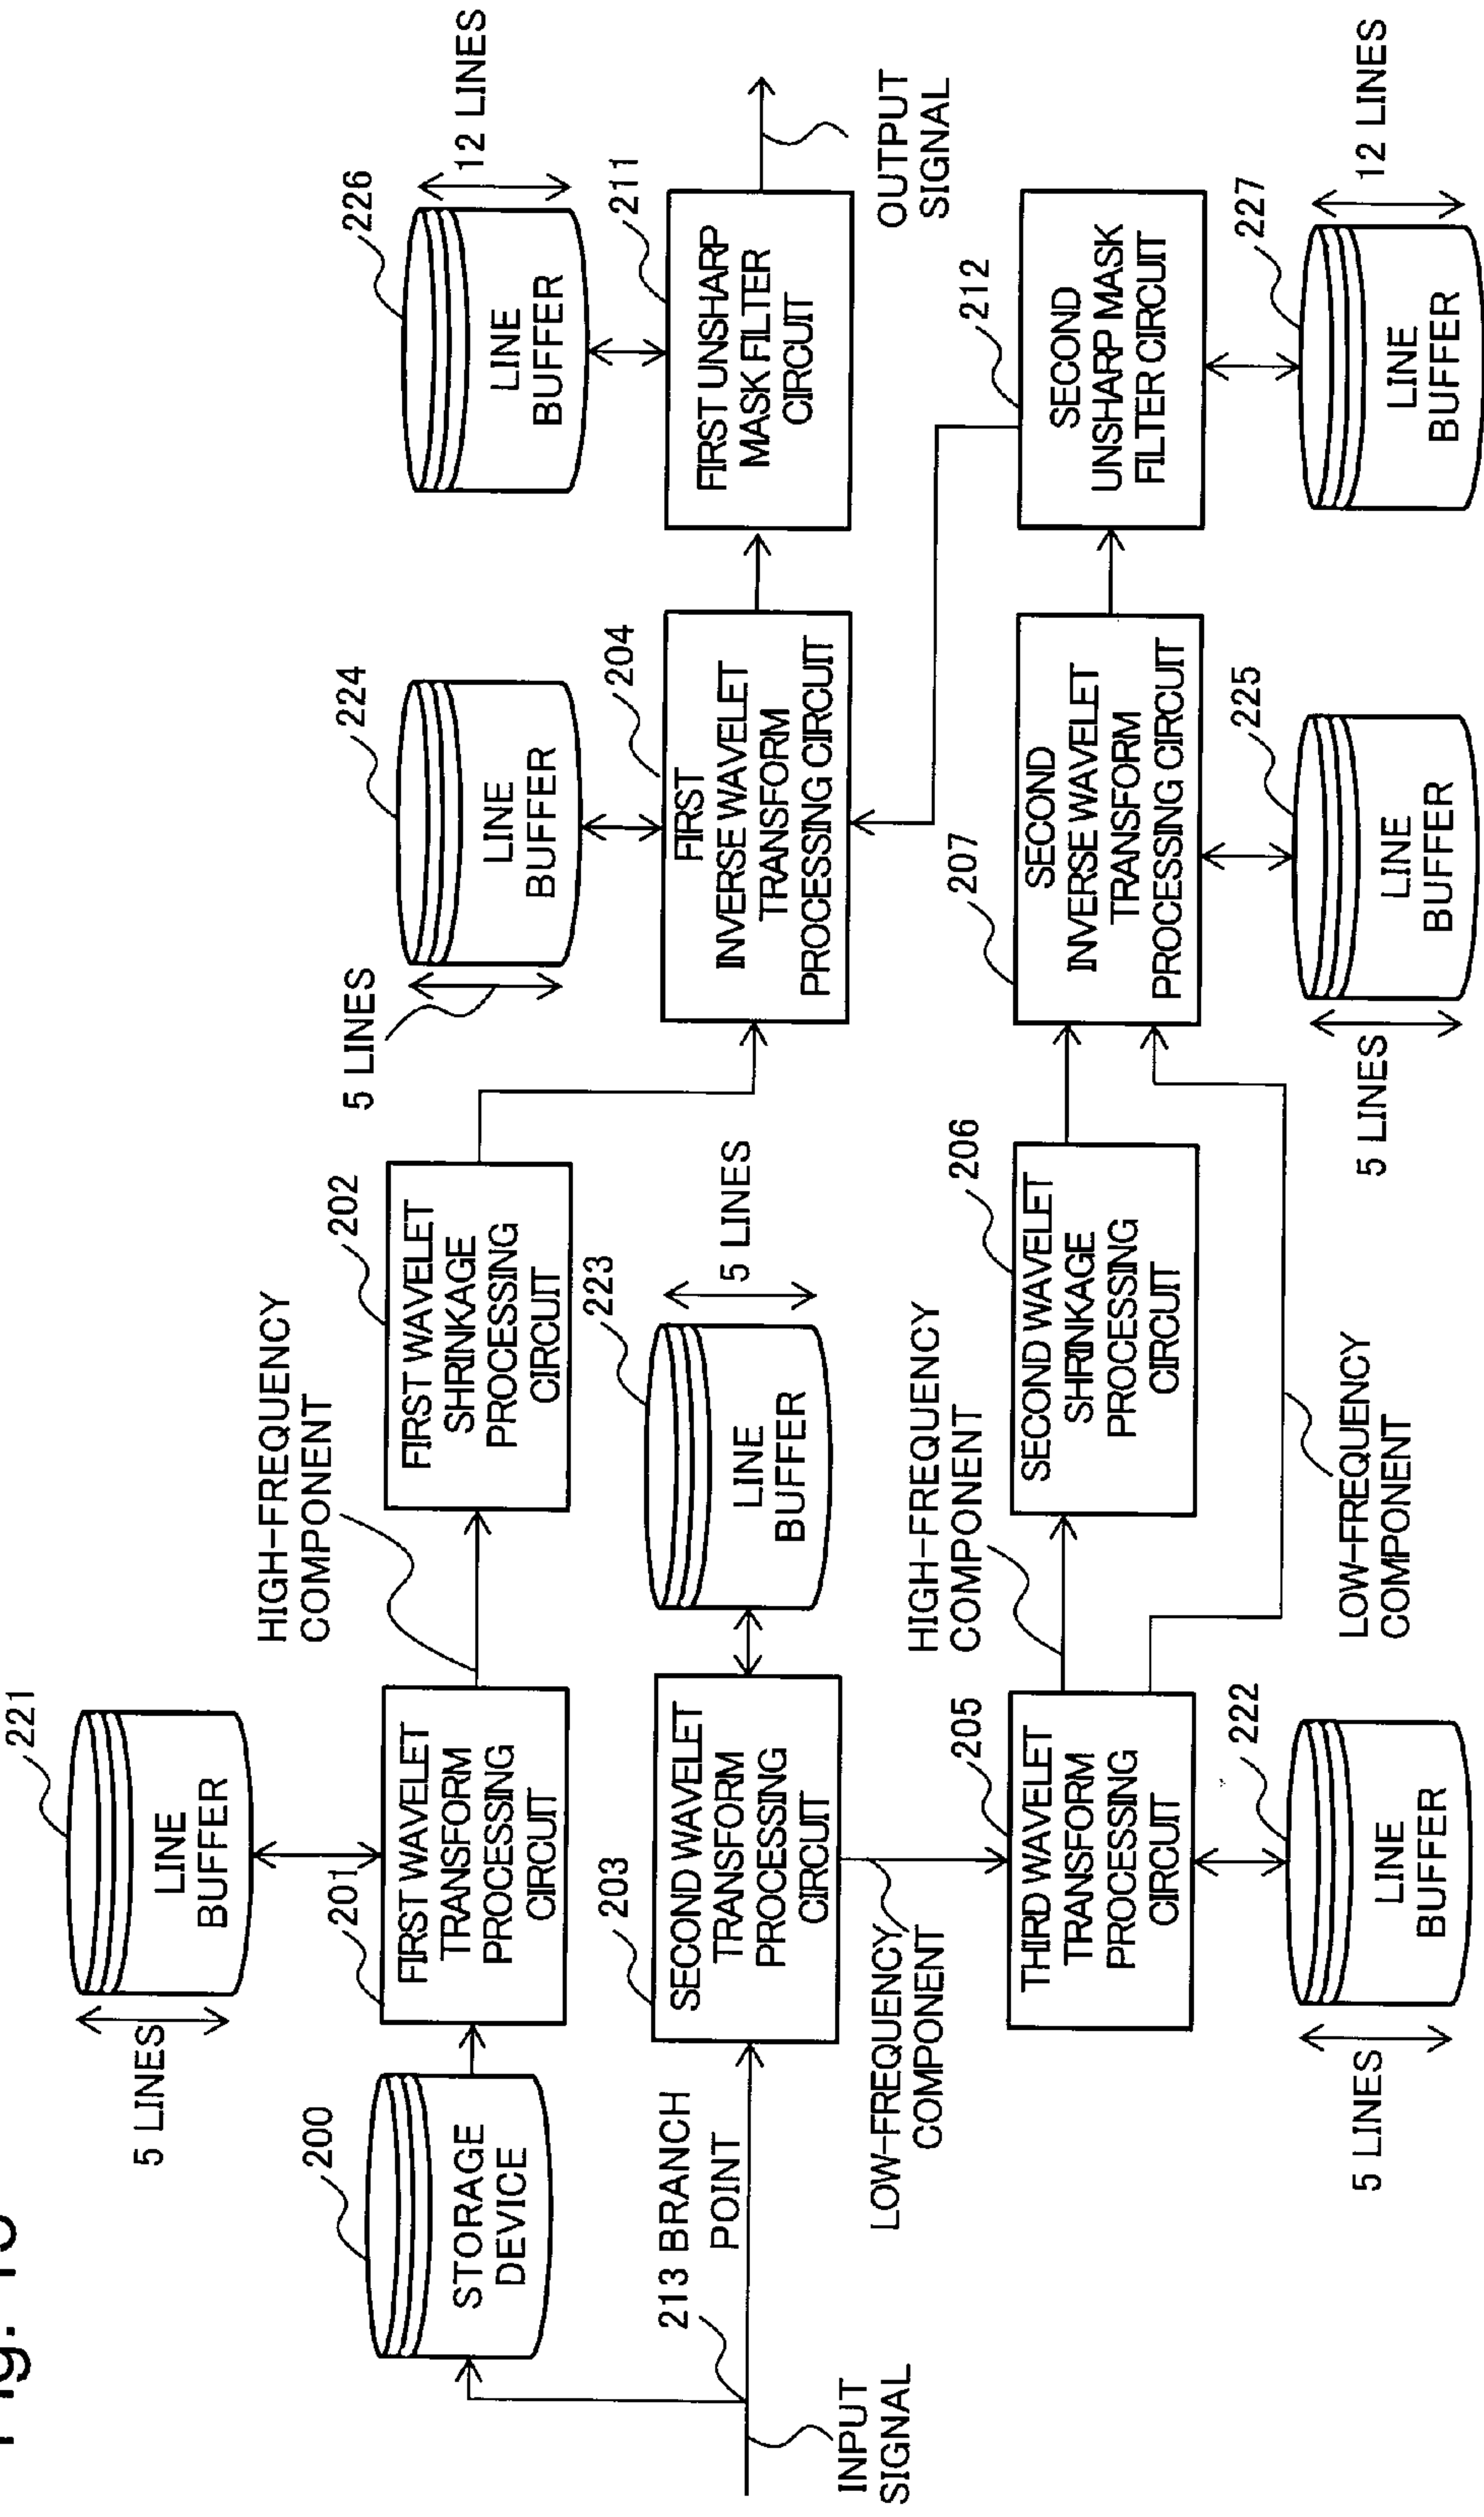 221
5 LINES
LINE
BUFFER
200
STORAGE
DEVICE
201
FIRST WAVELET
TRANSFORM
PROCESSING
CIRCUIT
HIGH-FREQUENCY
COMPONENT
202
FIRST WAVELET
SHRINKAGE
PROCESSING
CIRCUIT
5 LINES
224
LINE
BUFFER
226
LINE
BUFFER
12 LINES
213 BRANCH
POINT
INPUT
SIGNAL
203
SECOND WAVELET
TRANSFORM
PROCESSING
CIRCUIT
223
LINE
BUFFER
5 LINES
204
FIRST
INVERSE WAVELET
TRANSFORM
PROCESSING CIRCUIT
211
FIRST UNSHARP
MASK FILTER
CIRCUIT
OUTPUT
SIGNAL
LOW-FREQUENCY
COMPONENT
205
THIRD WAVELET
TRANSFORM
PROCESSING
CIRCUIT
HIGH-FREQUENCY
COMPONENT
206
SECOND WAVELET
SHRINKAGE
PROCESSING
CIRCUIT
207
SECOND
INVERSE WAVELET
TRANSFORM
PROCESSING CIRCUIT
212
SECOND
UNSHARP MASK
FILTER CIRCUIT
5 LINES
222
LINE
BUFFER
LOW-FREQUENCY
COMPONENT
5 LINES
225
LINE
BUFFER
227
LINE
BUFFER
12 LINES